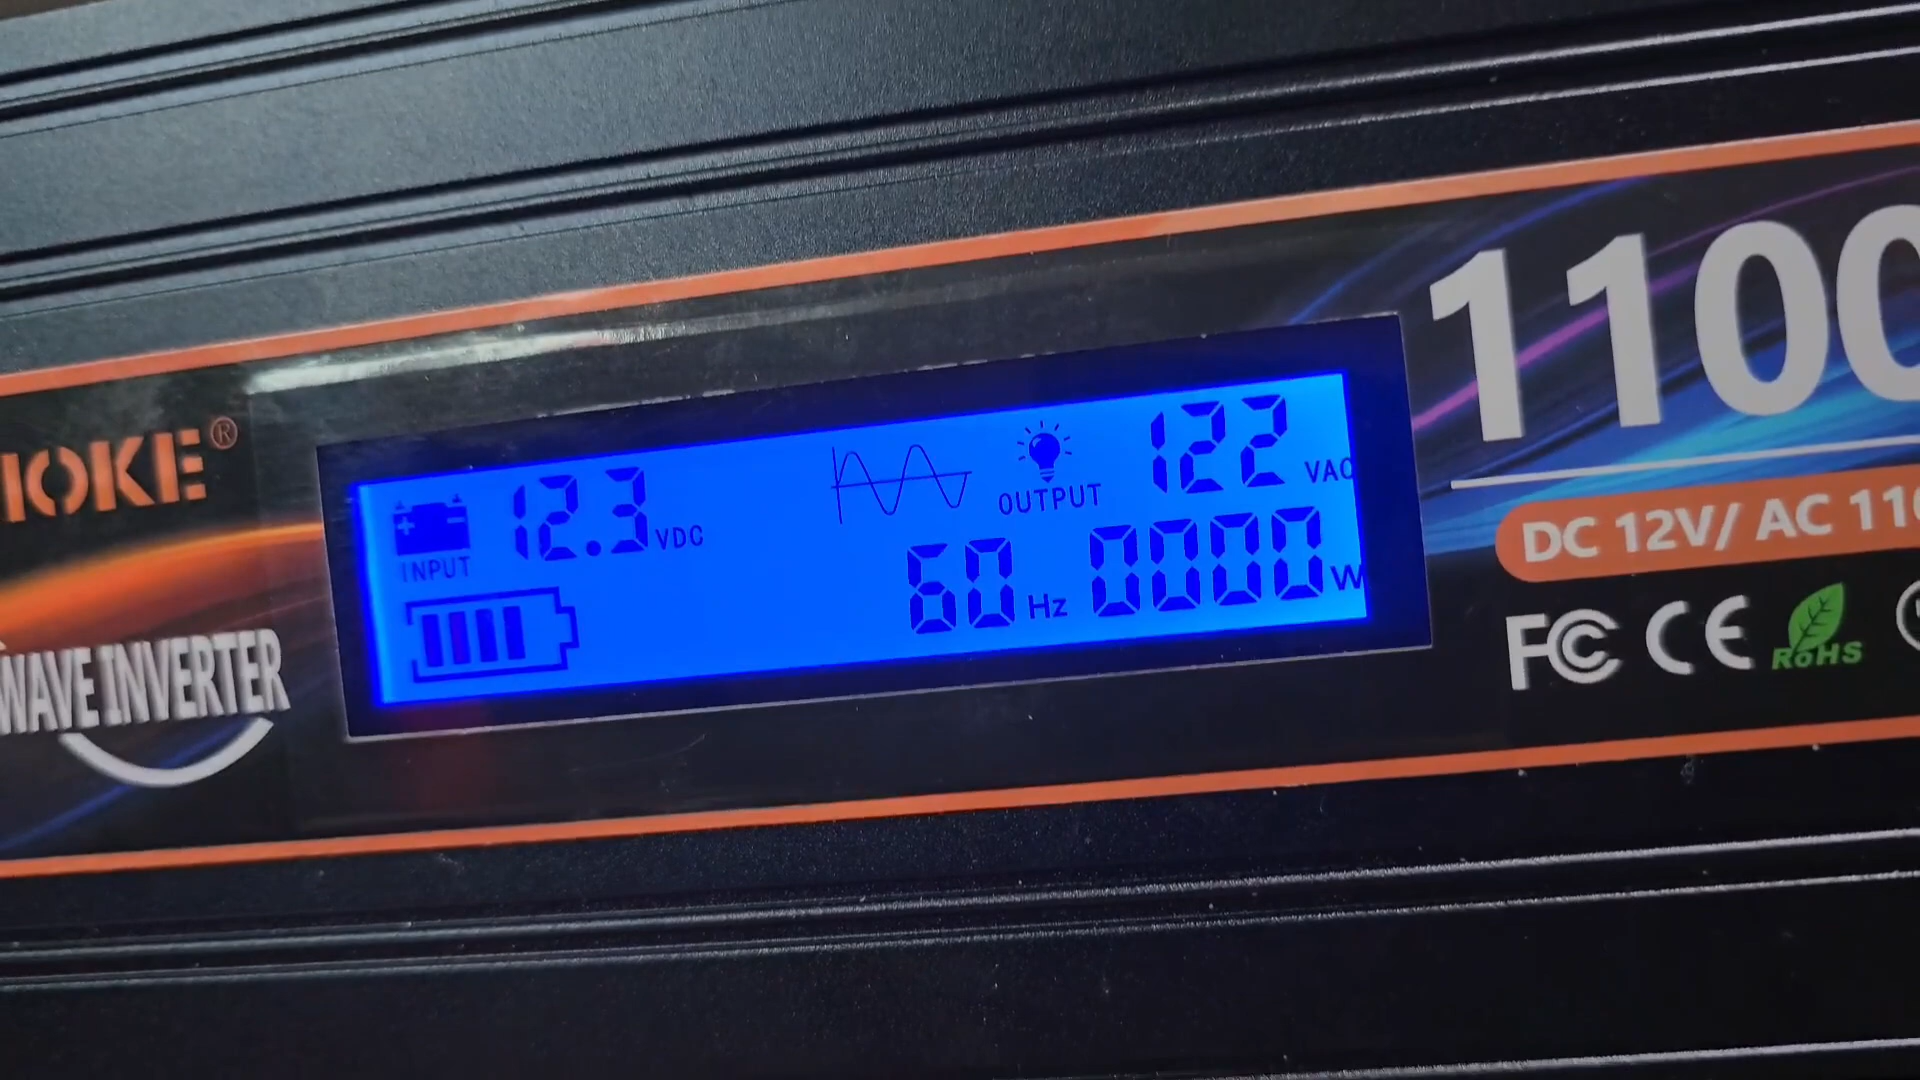 IOKE®
WAVE INVERTER
INPUT
12.3 VDC
OUTPUT
122 VAC
60 Hz 0000 W
1100
DC 12V/ AC 110
FC CE RoHS